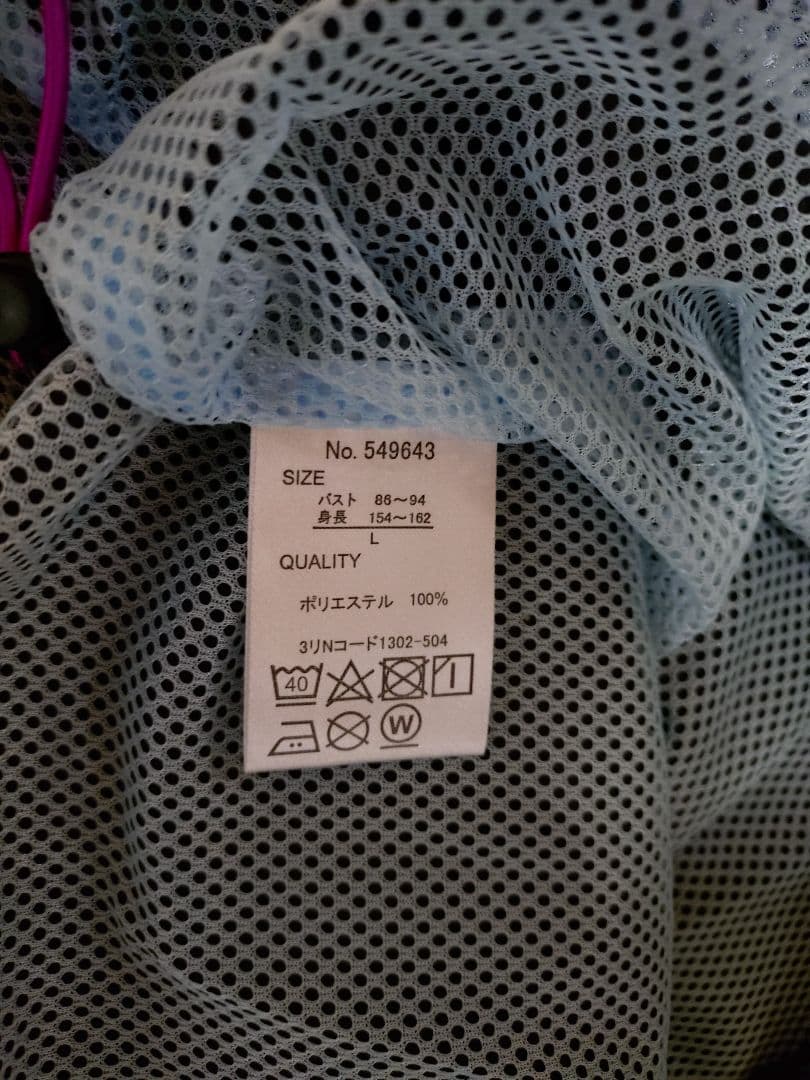 No. 549643
SIZE
バスト 86～94
身長 154～162
L
QUALITY
ポリエステル 100%
3リNコード1302-504
40
W